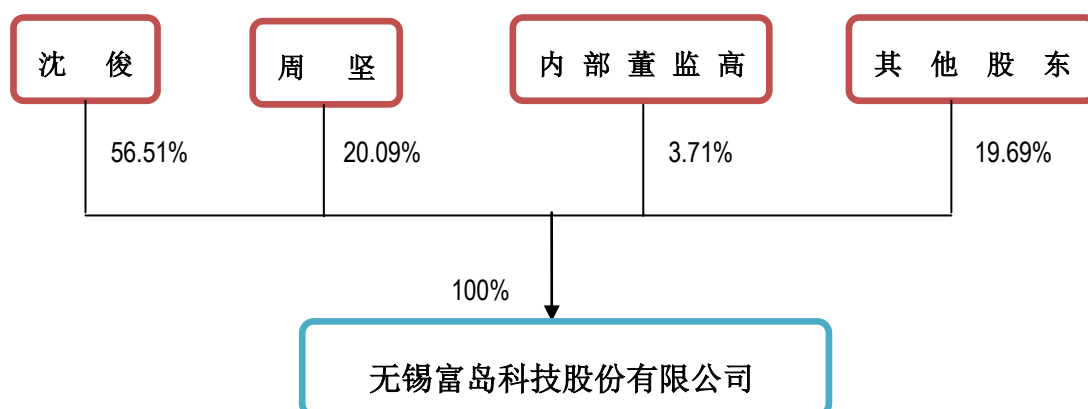 沈 俊
周 坚
内 部 董 监 高
其 他 股 东
56.51%
20.09%
3.71%
19.69%
100%
无锡富岛科技股份有限公司